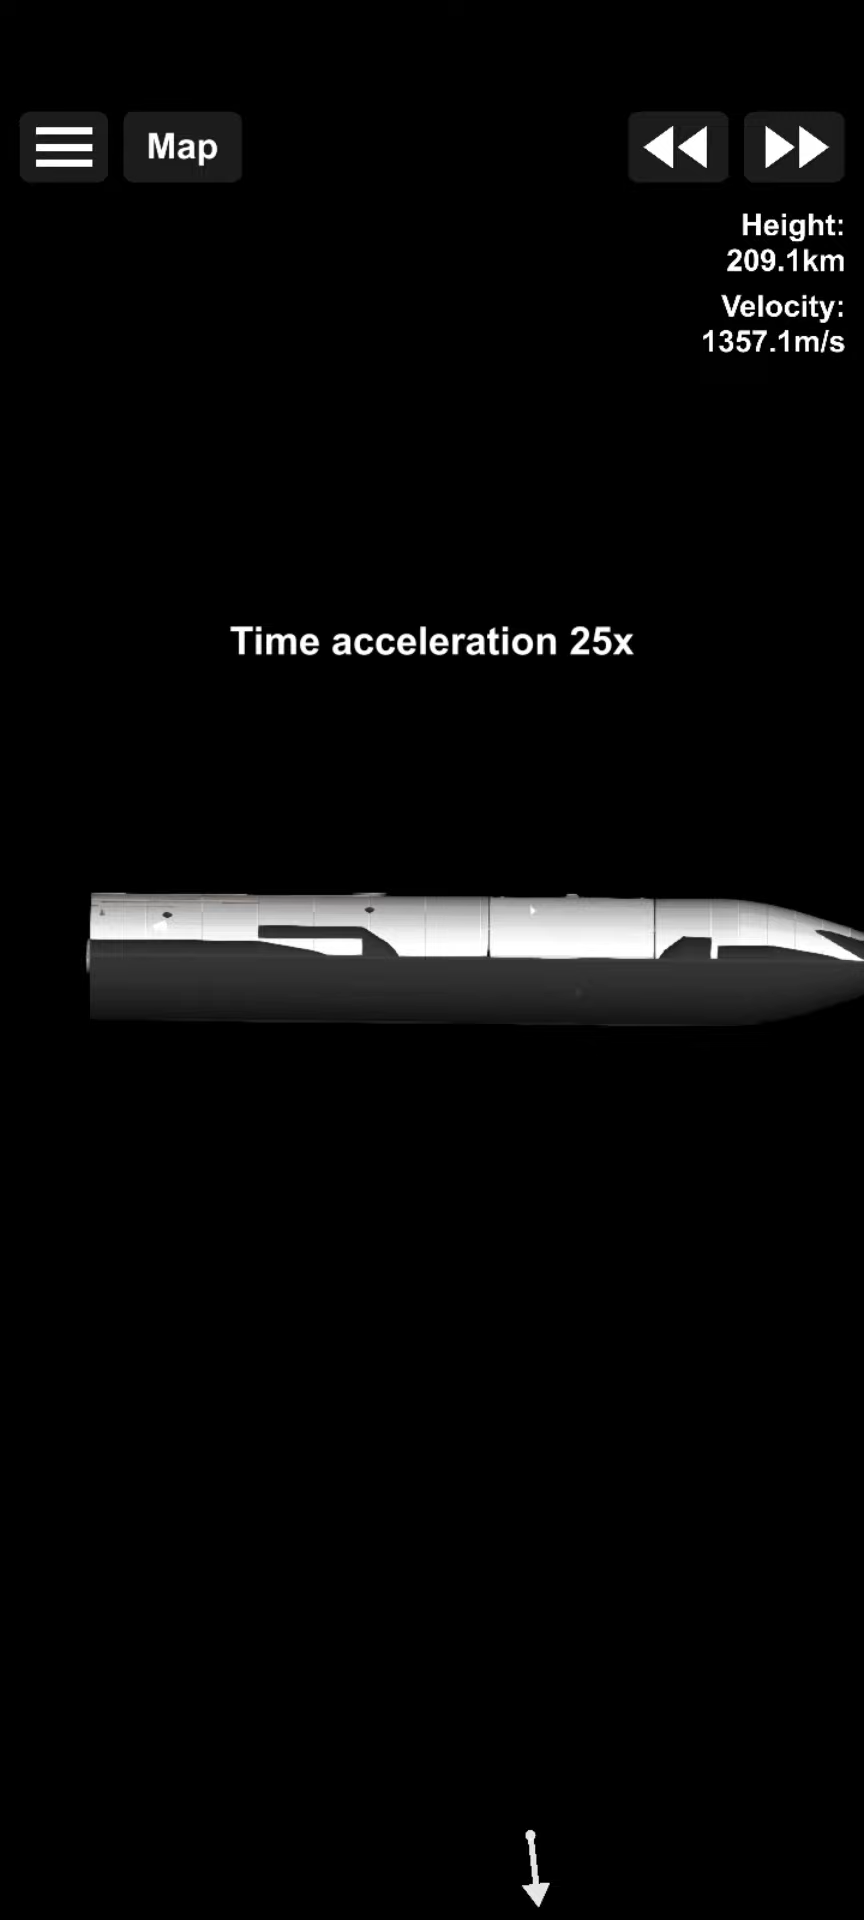 Map
Height:
209.1km
Velocity:
1357.1m/s
Time acceleration 25x